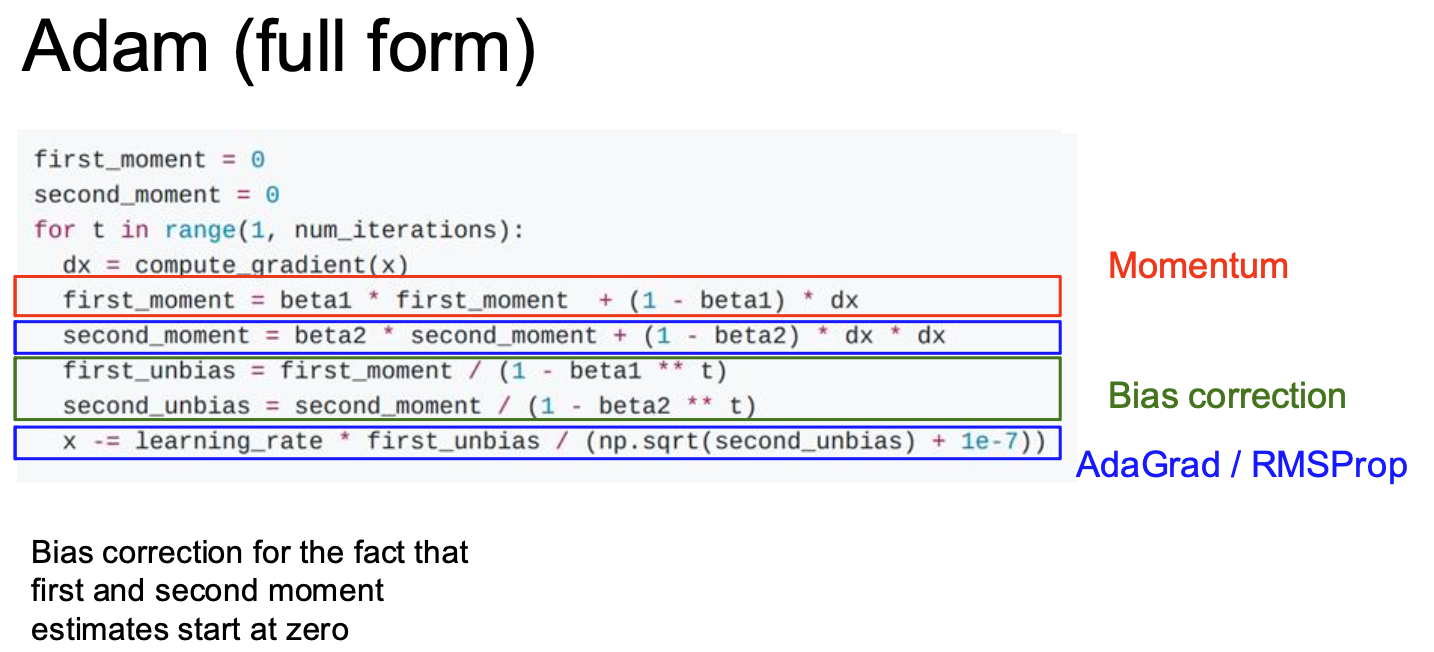 Adam (full form)
first_moment = 0
second_moment = 0
for t in range(1, num_iterations):
dx = compute_gradient(x)
first_moment = beta1 * first_moment + (1 - beta1) * dx
second_moment = beta2 * second_moment + (1 - beta2) * dx * dx
first_unbias = first_moment / (1 - beta1 ** t)
second_unbias = second_moment / (1 - beta2 ** t)
x -= learning_rate * first_unbias / (np.sqrt(second_unbias) + 1e-7))
Momentum
Bias correction
AdaGrad / RMSProp
Bias correction for the fact that
first and second moment
estimates start at zero